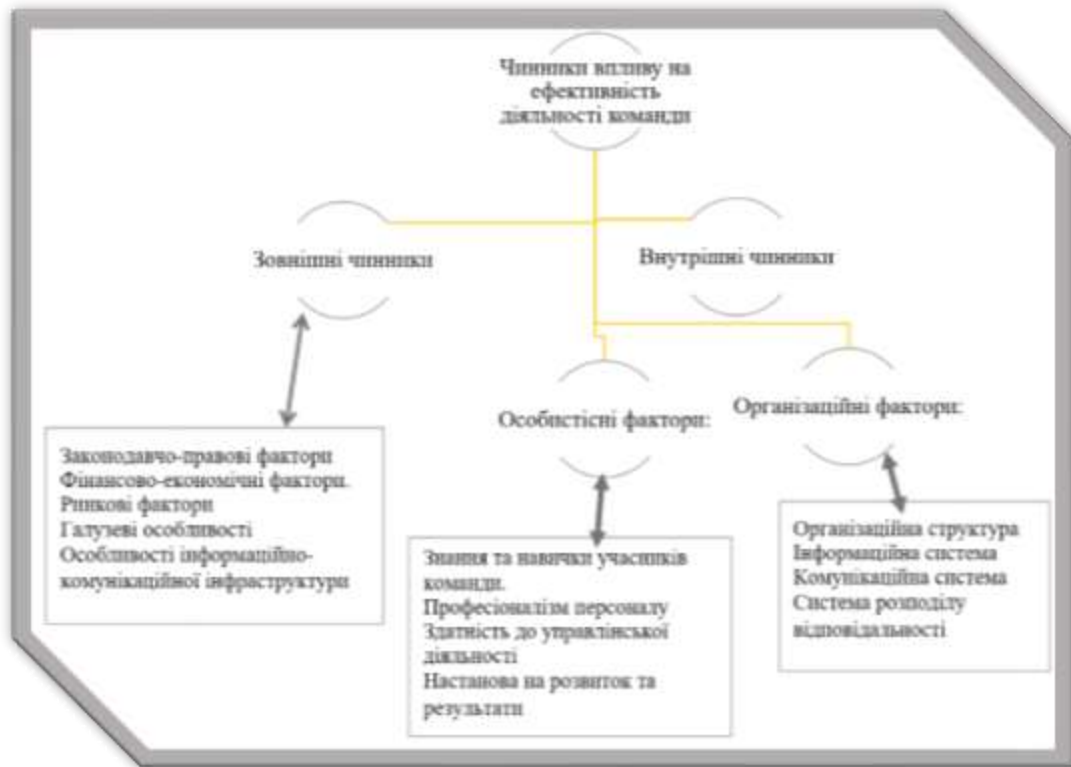 Чинники впливу на
ефективність
діяльності команди
Зовнішні чинники
Внутрішні чинники
Особистісні фактори:
Організаційні фактори:
Законодавчо-правові фактори
Фінансово-економічні фактори.
Ринкові фактори
Галузеві особливості
Особливості інформаційно-
комунікаційної інфраструктури
Знання та навички учасників
команди.
Професіоналізм персоналу
Здатність до управлінської
діяльності
Настанова на розвиток та
результати
Організаційна структура
Інформаційна система
Комунікаційна система
Система розподілу
відповідальності